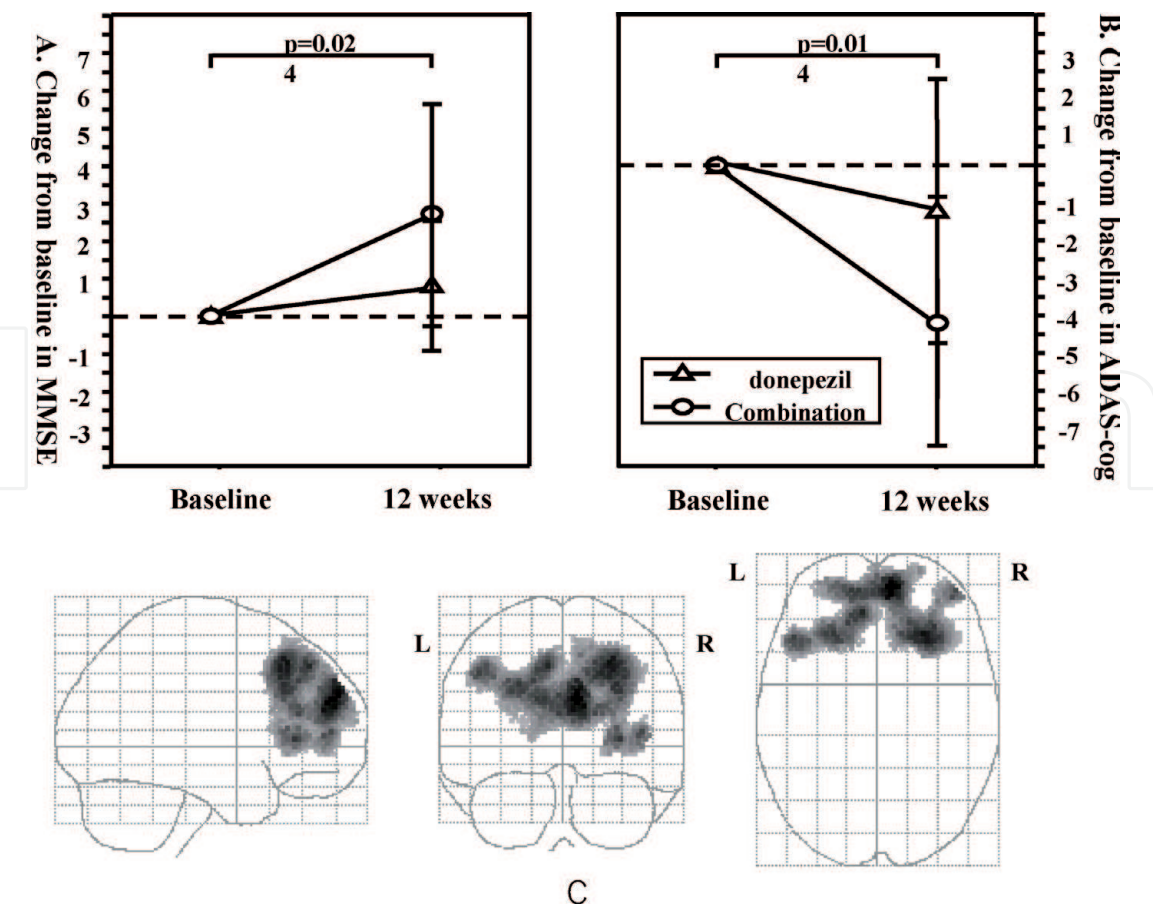 A. Change from baseline in MMSE
7
6
5
4
3
2
1
-1
-2
-3
p=0.02
4
Baseline
12 weeks
p=0.01
4
donepezil
Combination
Baseline
12 weeks
3
2
1
-1
-2
-3
-4
-5
-6
-7
B. Change from baseline in ADAS-cog
L
R
L
R
C